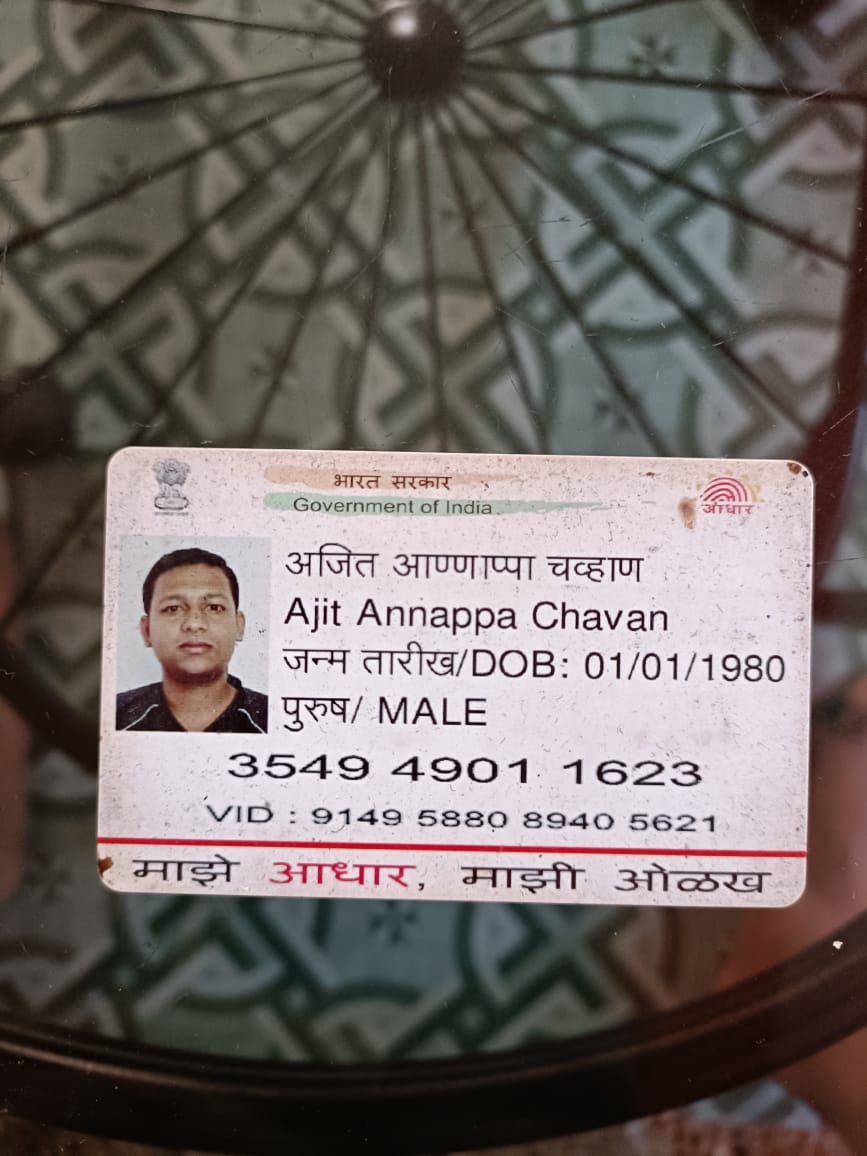 भारत सरकार
Government of India
आधार
अजित आण्णाप्पा चव्हाण
Ajit Annappa Chavan
जन्म तारीख/DOB: 01/01/1980
पुरुष/ MALE
3549 4901 1623
VID : 9149 5880 8940 5621
माझे आधार, माझी ओळख